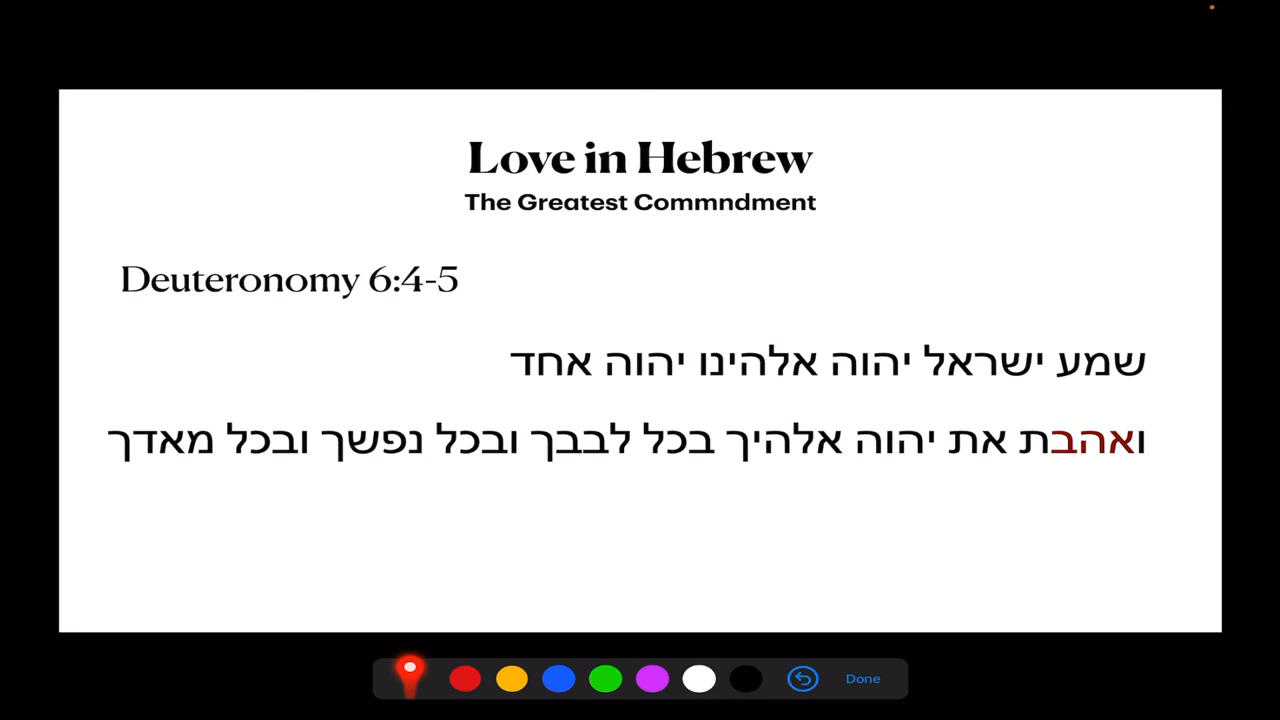 Love in Hebrew
The Greatest Commndment
Deuteronomy 6:4-5
שמע ישראל יהוה אלהינו יהוה אחד
ואהבת את יהוה אלהיך בכל לבבך ובכל נפשך ובכל מאדך
Done